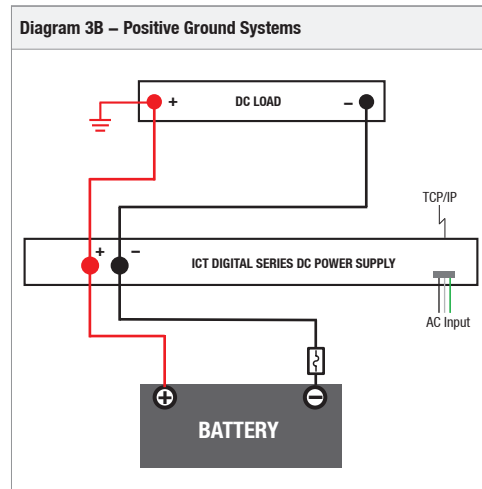 Diagram 3B – Positive Ground Systems
+ DC LOAD –
TCP/IP
+ –
ICT DIGITAL SERIES DC POWER SUPPLY
AC Input
+ –
BATTERY